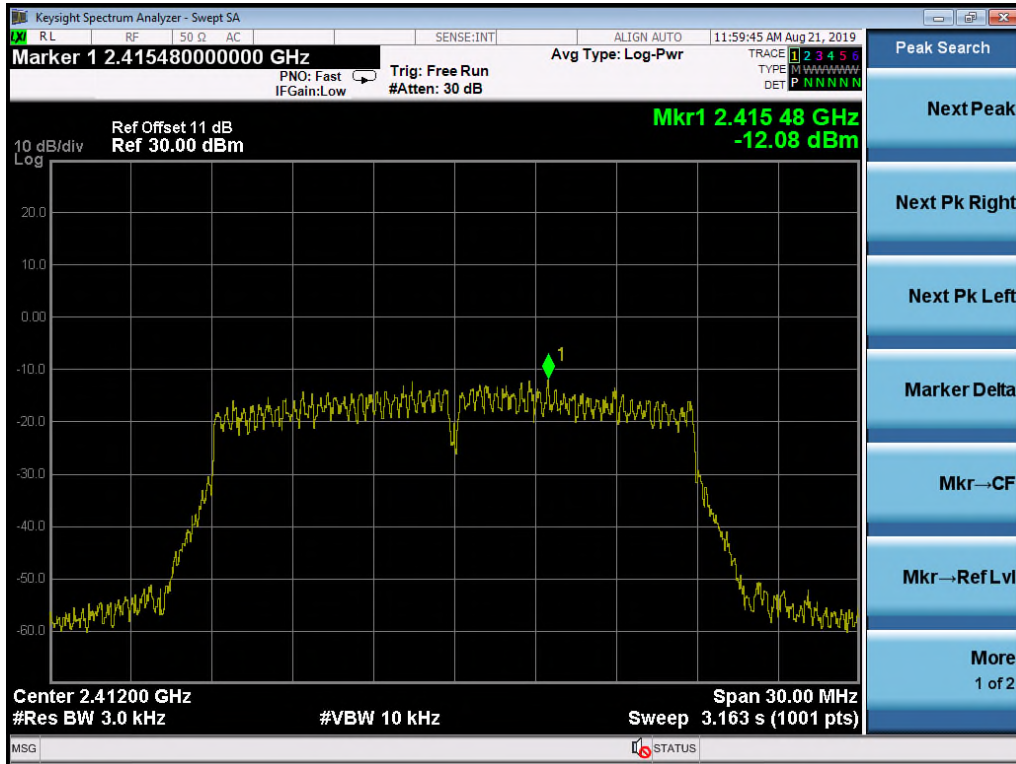 Keysight Spectrum Analyzer - Swept SA
LXI RL RF 50 Ω AC SENSE:INT ALIGN AUTO 11:59:45 AM Aug 21, 2019
Marker 1 2.415480000000 GHz
PNO: Fast
IFGain:Low
Trig: Free Run
#Atten: 30 dB
Avg Type: Log-Pwr
TRACE 1 2 3 4 5 6
TYPE M W W W W W
DET P N N N N N
Peak Search
Mkr1 2.415 48 GHz
-12.08 dBm
Ref Offset 11 dB
Ref 30.00 dBm
10 dB/div
Log
20.0
10.0
0.00
-10.0
-20.0
-30.0
-40.0
-50.0
-60.0
1
Center 2.41200 GHz
Span 30.00 MHz
#Res BW 3.0 kHz
#VBW 10 kHz
Sweep 3.163 s (1001 pts)
Next Peak
Next Pk Right
Next Pk Left
Marker Delta
Mkr→CF
Mkr→Ref Lvl
More
1 of 2
MSG
STATUS